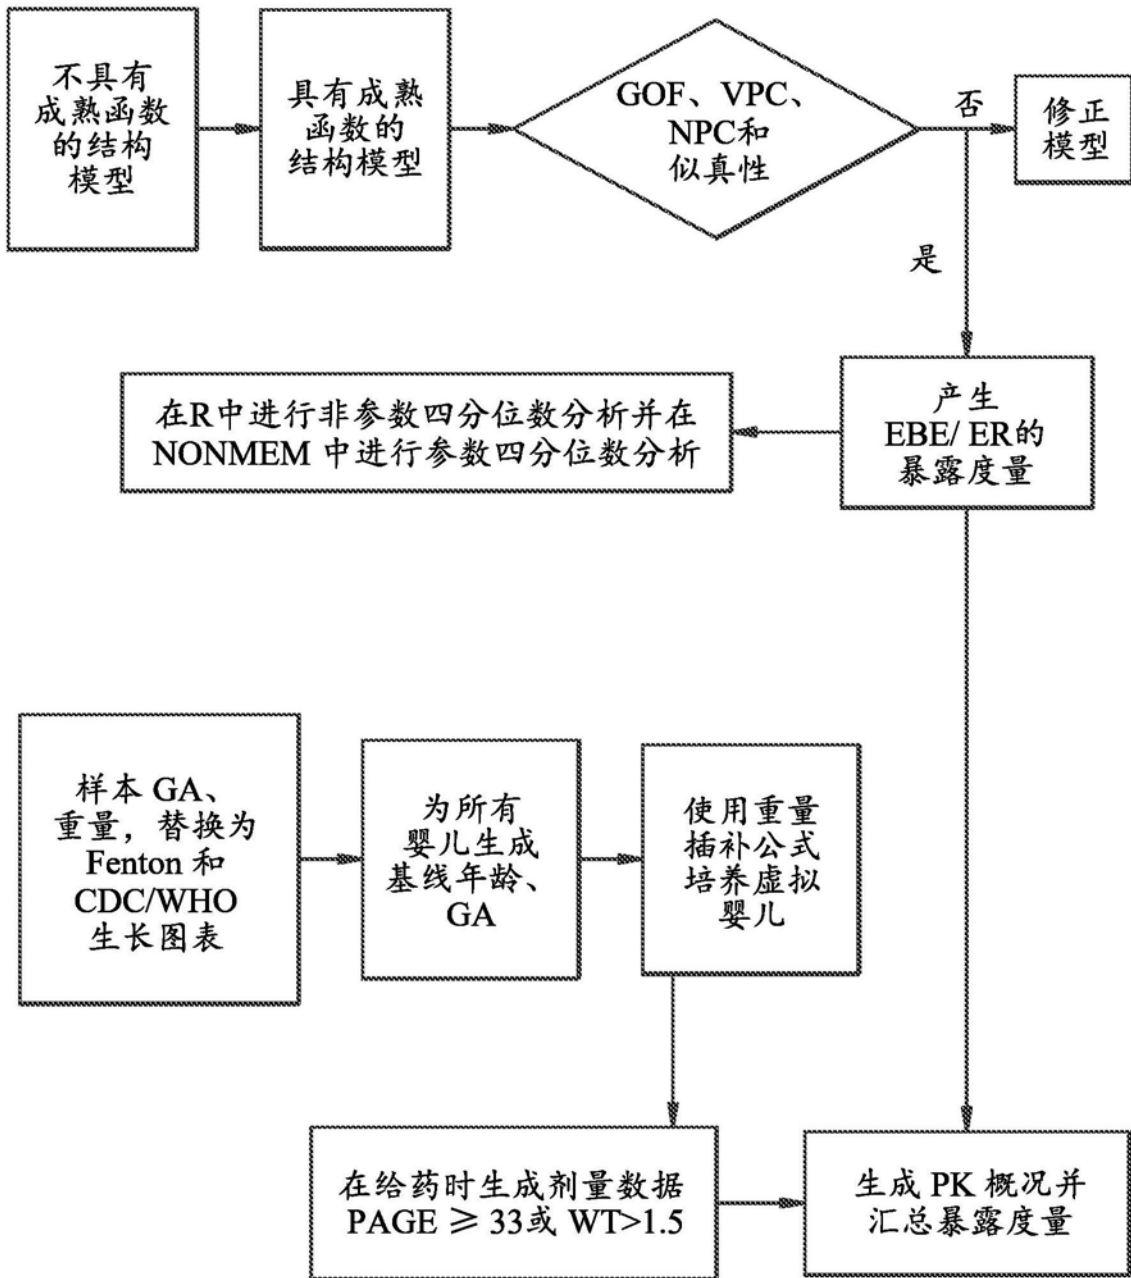 不具有
成熟函数
的结构
模型
具有成熟
函数的
结构模型
GOF、VPC、
NPC和
似真性
否
修正
模型
是
产生
EBE/ ER的
暴露度量
在R中进行非参数四分位数分析并在
NONMEM 中进行参数四分位数分析
样本 GA、
重量，替换为
Fenton 和
CDC/WHO
生长图表
为所有
婴儿生成
基线年龄、
GA
使用重量
插补公式
培养虚拟
婴儿
在给药时生成剂量数据
PAGE ≥ 33或 WT>1.5
生成 PK 概况并
汇总暴露度量